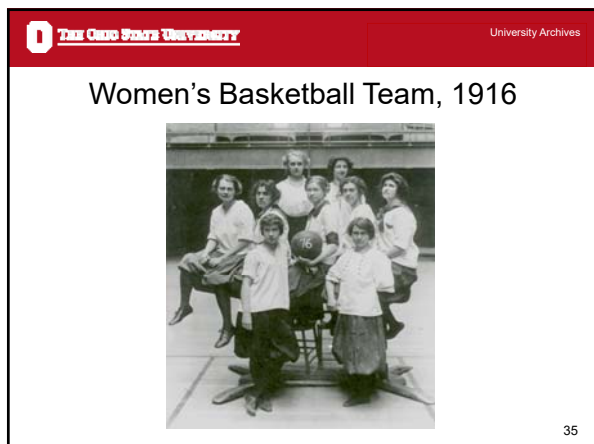 THE OHIO STATE UNIVERSITY
University Archives
Women's Basketball Team, 1916
16
35